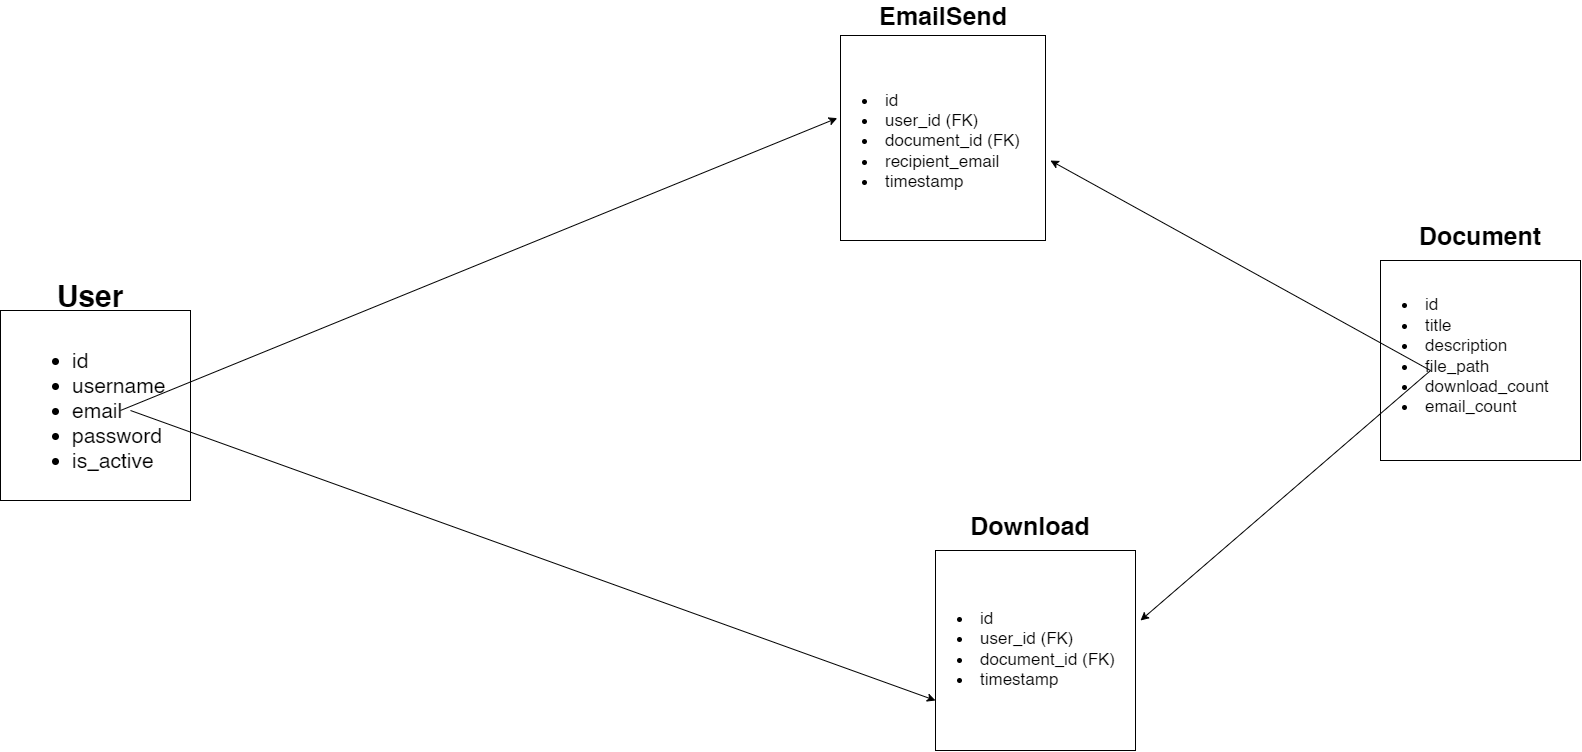 EmailSend
id
user_id (FK)
document_id (FK)
recipient_email
timestamp
Document
id
title
description
file_path
download_count
email_count
User
id
username
email
password
is_active
Download
id
user_id (FK)
document_id (FK)
timestamp